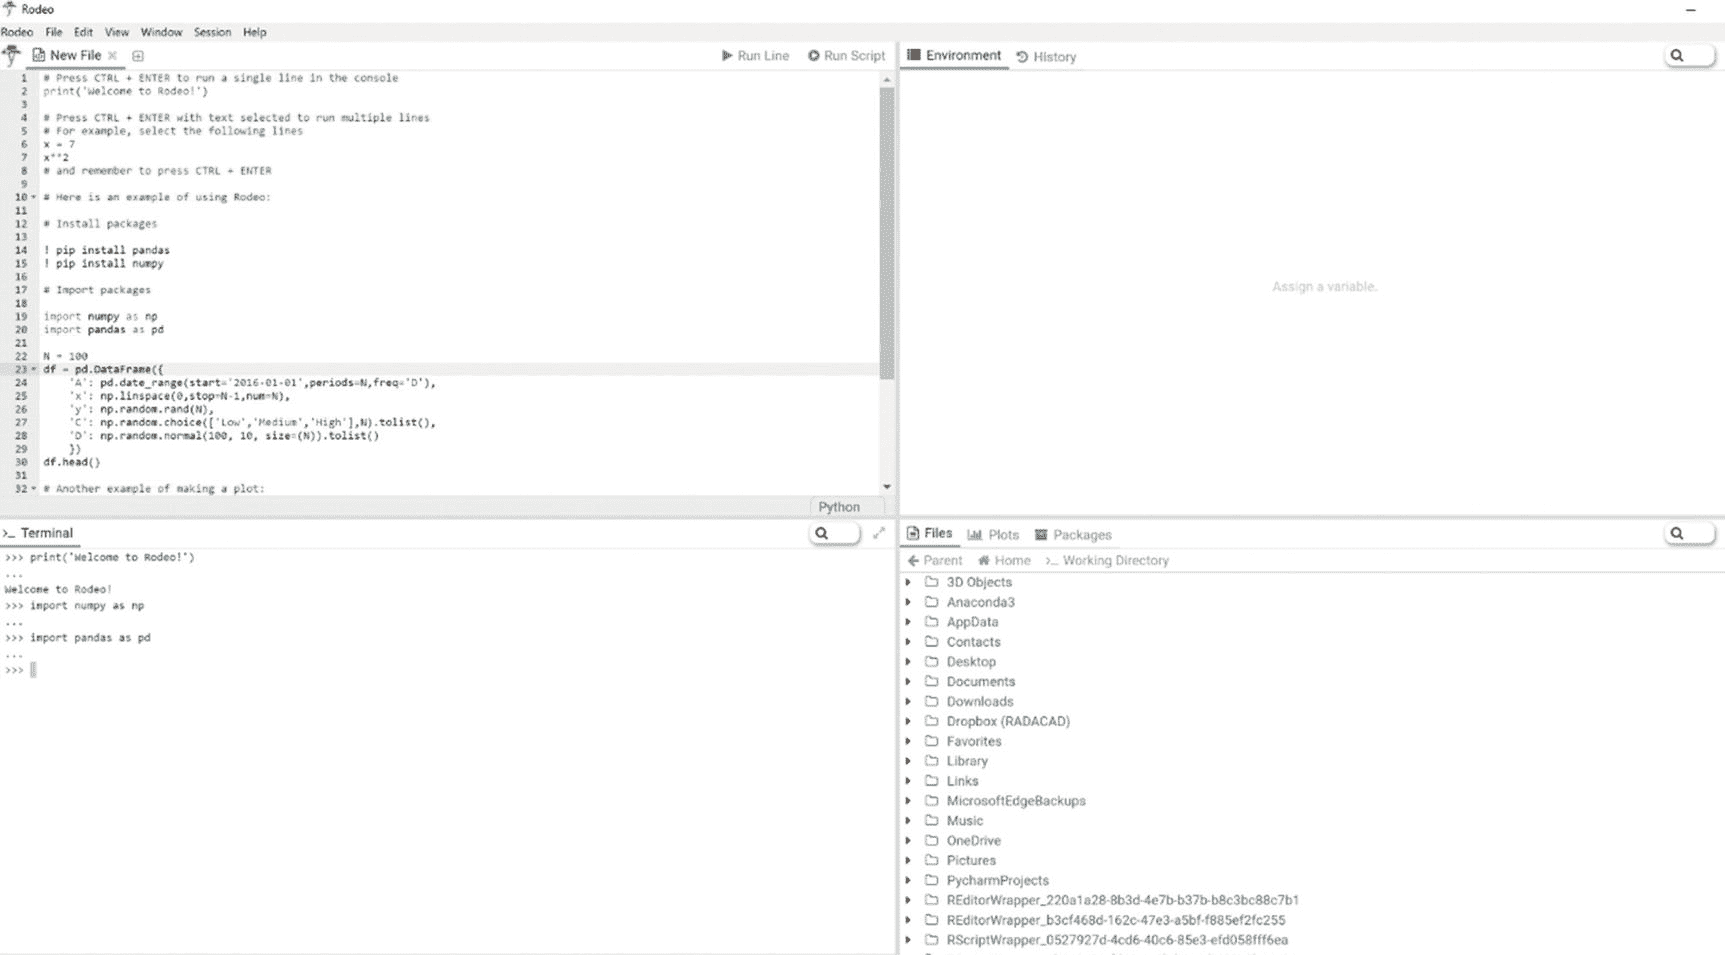 Rodeo
Rodeo File Edit View Window Session Help
New File
Run Line Run Script
1 # Press CTRL + ENTER to run a single line in the console
2 print('Welcome to Rodeo!')
3
4 # Press CTRL + ENTER with text selected to run multiple lines
5 # For example, select the following lines
6 x = 7
7 x**2
8 # and remember to press CTRL + ENTER
9
10 # Here is an example of using Rodeo:
11
12 # Install packages
13
14 ! pip install pandas
15 ! pip install numpy
16
17 # Import packages
18
19 import numpy as np
20 import pandas as pd
21
22 N = 100
23 df = pd.DataFrame({
24 'A': pd.date_range(start='2016-01-01',periods=N,freq='D'),
25 'x': np.linspace(0,stop=N-1,num=N),
26 'y': np.random.rand(N),
27 'C': np.random.choice(['Low','Medium','High'],N).tolist(),
28 'D': np.random.normal(100, 10, size=(N)).tolist()
29 })
30 df.head()
31
32 # Another example of making a plot:
Python
Environment History
Assign a variable.
>_ Terminal
>>> print('Welcome to Rodeo!')
...
Welcome to Rodeo!
>>> import numpy as np
...
>>> import pandas as pd
...
>>>
Files Plots Packages
Parent Home >_ Working Directory
3D Objects
Anaconda3
AppData
Contacts
Desktop
Documents
Downloads
Dropbox (RADACAD)
Favorites
Library
Links
MicrosoftEdgeBackups
Music
OneDrive
Pictures
PycharmProjects
REditorWrapper_220a1a28-8b3d-4e7b-b37b-b8c3bc88c7b1
REditorWrapper_b3cf468d-162c-47e3-a5bf-f885ef2fc255
RScriptWrapper_0527927d-4cd6-40c6-85e3-efd058fff6ea